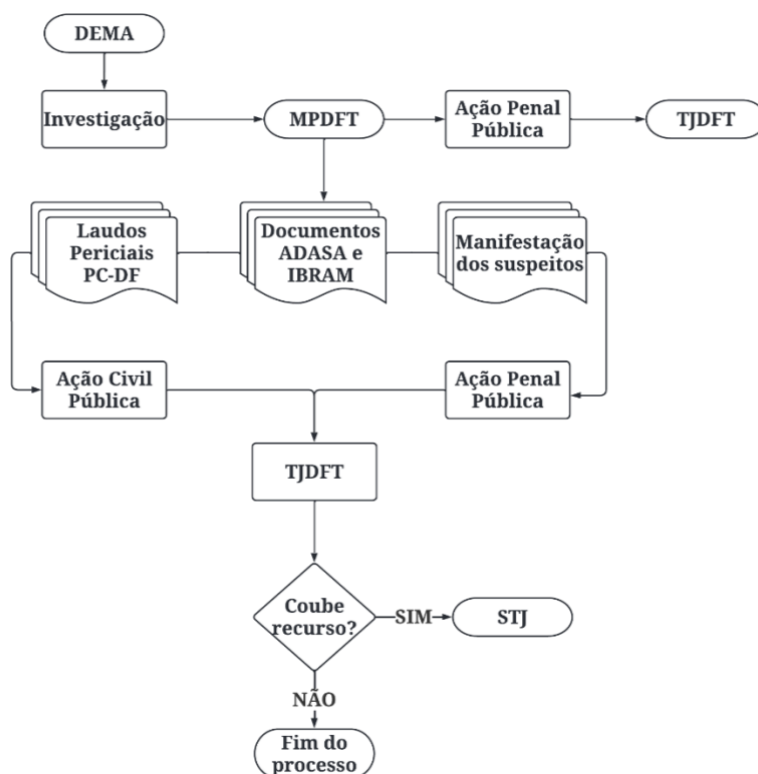 DEMA
Investigação
MPDFT
Ação Penal
Pública
TJDFT
Laudos
Periciais
PC-DF
Documentos
ADASA e
IBRAM
Manifestação
dos suspeitos
Ação Civil
Pública
Ação Penal
Pública
TJDFT
Coube
recurso?
SIM
STJ
NÃO
Fim do
processo